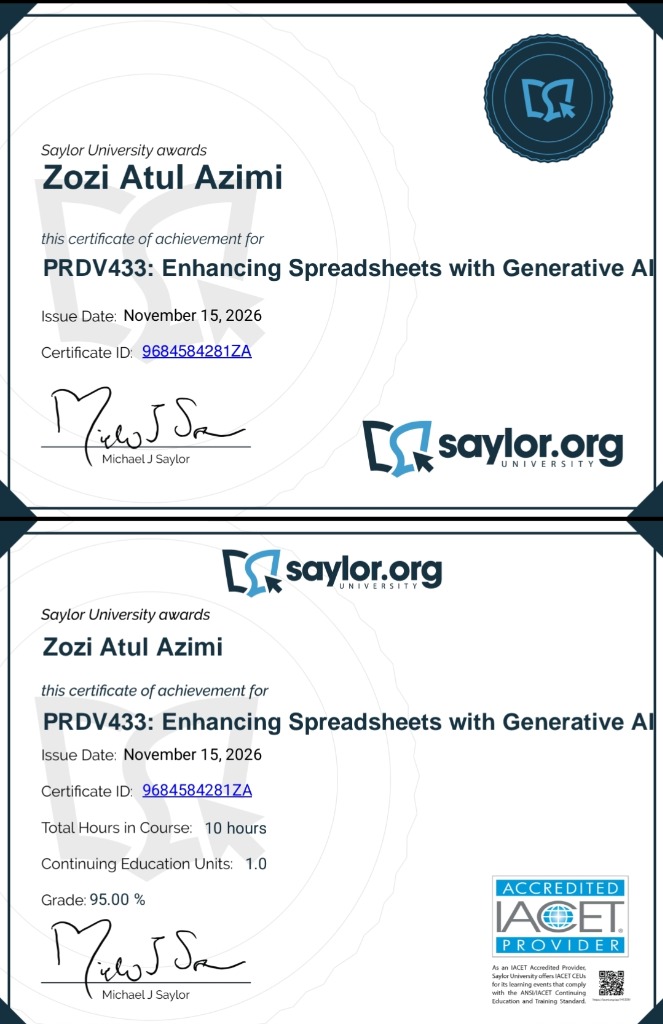 Saylor University awards
Zozi Atul Azimi
this certificate of achievement for
PRDV433: Enhancing Spreadsheets with Generative AI
Issue Date: November 15, 2026
Certificate ID: 9684584281ZA
Michael J Saylor
saylor.org
UNIVERSITY
saylor.org
UNIVERSITY
Saylor University awards
Zozi Atul Azimi
this certificate of achievement for
PRDV433: Enhancing Spreadsheets with Generative AI
Issue Date: November 15, 2026
Certificate ID: 9684584281ZA
Total Hours in Course: 10 hours
Continuing Education Units: 1.0
Grade: 95.00 %
Michael J Saylor
ACCREDITED
IACET®
PROVIDER
As an IACET Accredited Provider,
Saylor University offers IACET CEUs
for its learning events that comply
with the ANSI/IACET Continuing
Education and Training Standard.